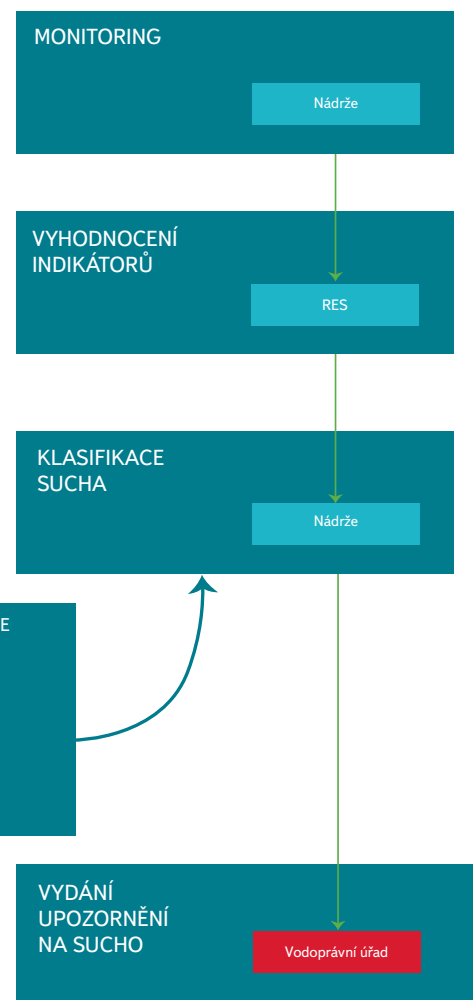 MONITORING
Nádrže
VYHODNOCENÍ
INDIKÁTORŮ
RES
KLASIFIKACE
SUCHA
Nádrže
E
VYDÁNÍ
UPOZORNĚNÍ
NA SUCHO
Vodoprávní úřad